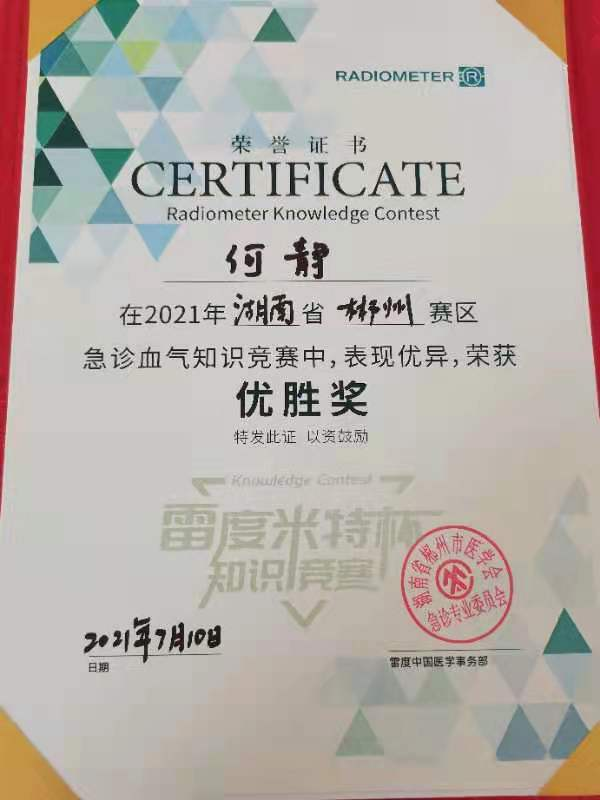 RADIOMETER R
荣誉证书
CERTIFICATE
Radiometer Knowledge Contest
何静
在2021年湖南省郴州赛区
急诊血气知识竞赛中,表现优异,荣获
优胜奖
特发此证 以资鼓励
Knowledge Contest
雷度米特杯
知识竞赛
湖南省郴州市医学会
急诊专业委员会
2021年7月10日
日期
雷度中国医学事务部